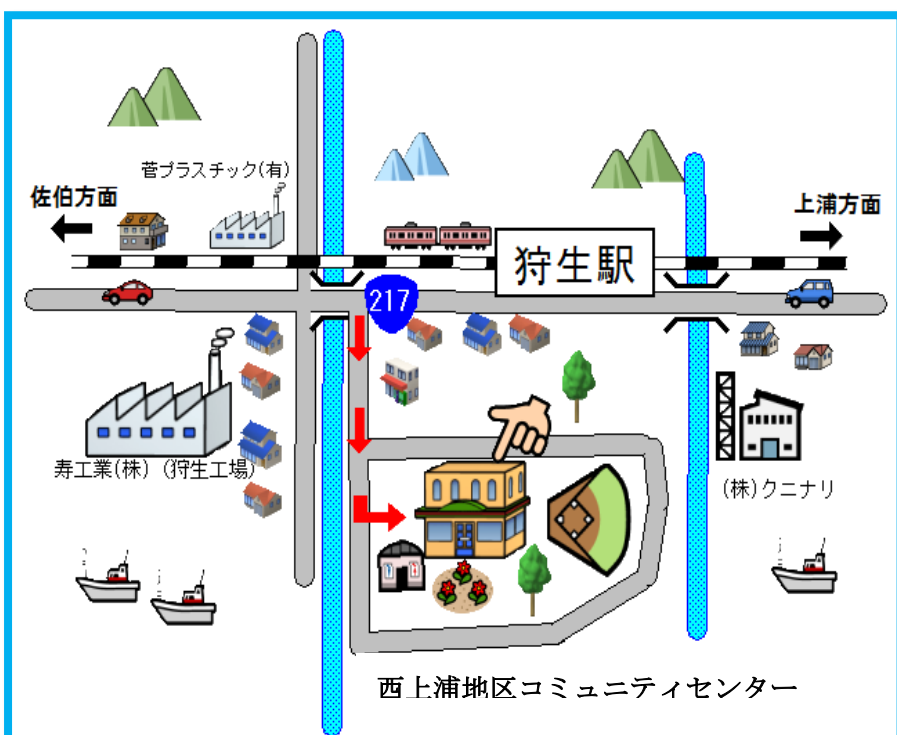 菅プラスチック(有)
佐伯方面
上浦方面
狩生駅
217
寿工業(株)(狩生工場)
(株)クニナリ
西上浦地区コミュニティセンター